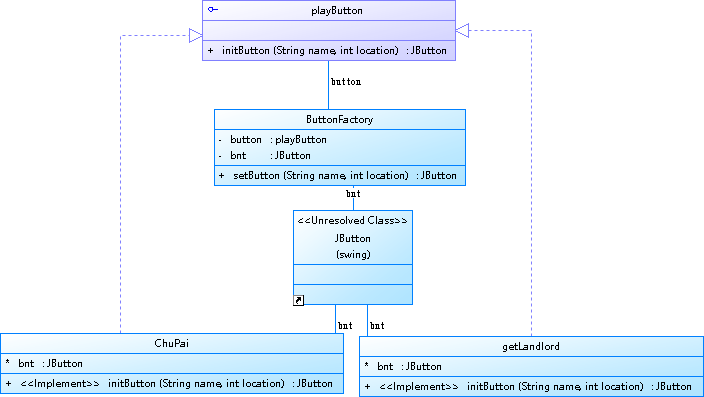 playButton
+ initButton (String name, int location) : JButton
button
ButtonFactory
- button : playButton
- bnt : JButton
+ setButton (String name, int location) : JButton
bnt
<<Unresolved Class>>
JButton
(swing)
bnt
bnt
ChuPai
* bnt : JButton
+ <<Implement>> initButton (String name, int location) : JButton
getLandlord
* bnt : JButton
+ <<Implement>> initButton (String name, int location) : JButton